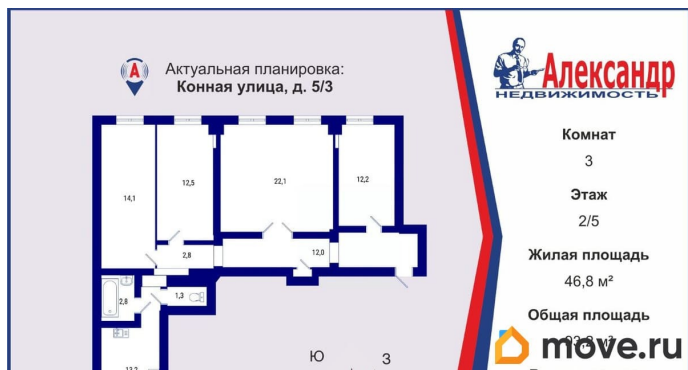 Актуальная планировка:
Конная улица, д. 5/3
Александр
НЕДВИЖИМОСТЬ
Комнат
3
Этаж
2/5
Жилая площадь
46,8 м²
Общая площадь
move.ru
14,1
12,5
22,1
12,2
2,8
12,0
2,8
1,3
13,2
Ю
З